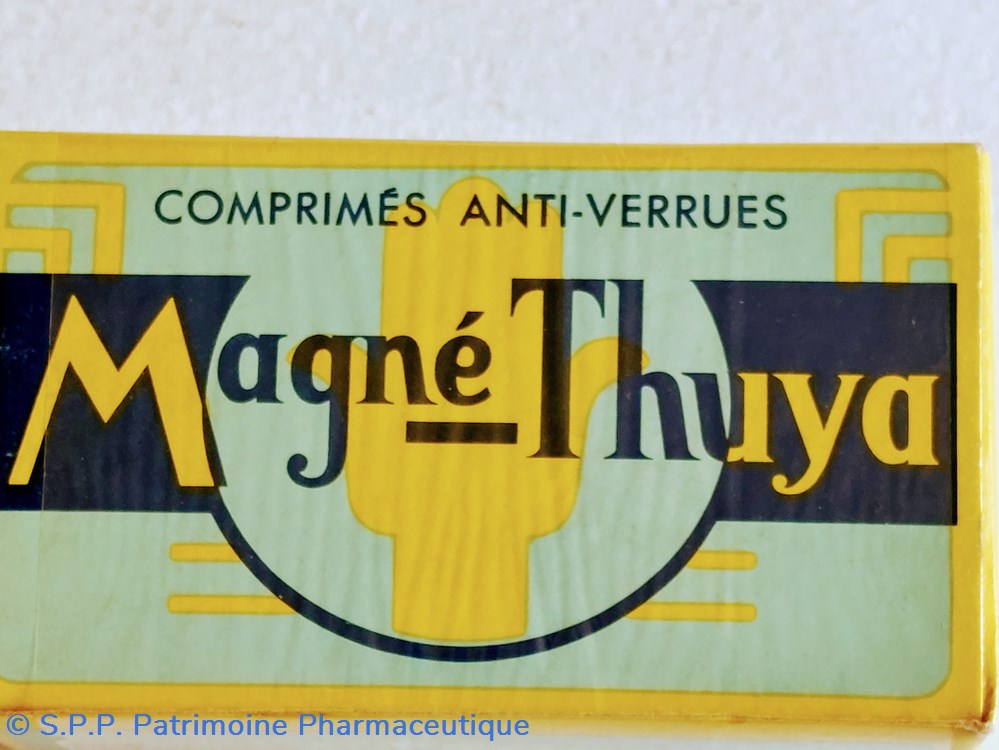 COMPRIMÉS ANTI-VERRUES
Magné-Thuya
© S.P.P. Patrimoine Pharmaceutique